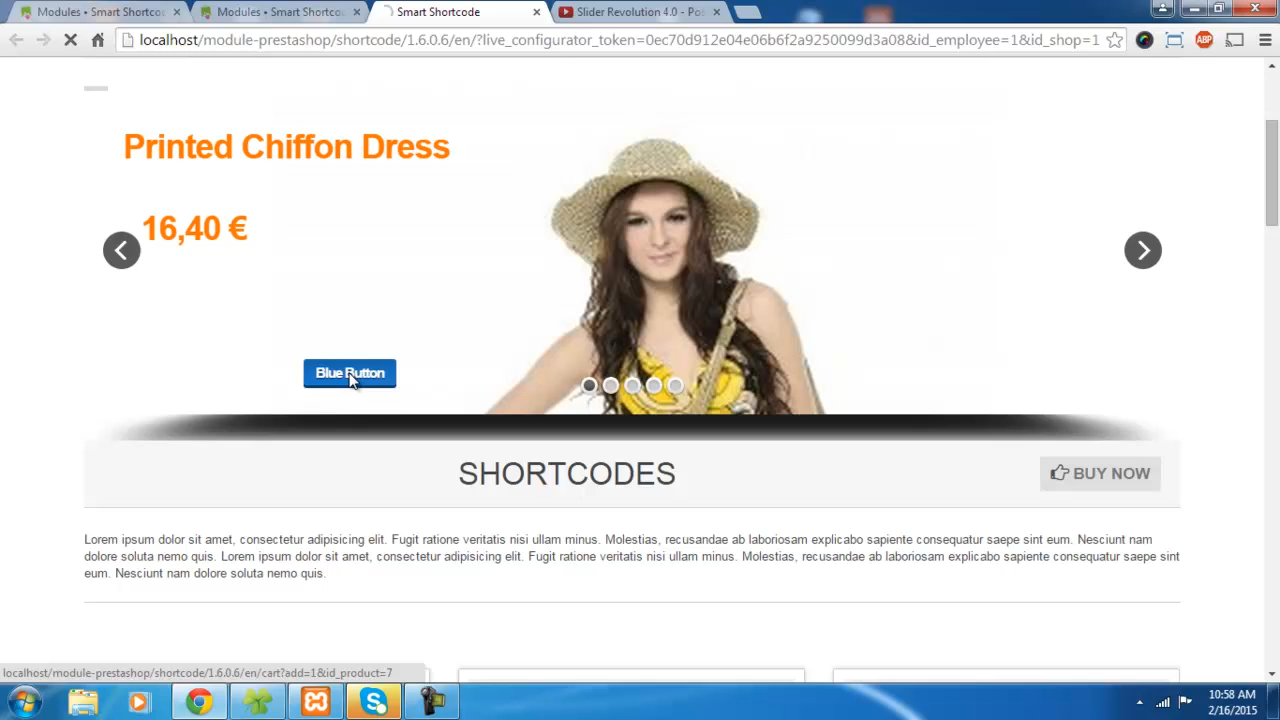 Modules • Smart Shortco
Modules • Smart Shortco
Smart Shortcode
Slider Revolution 4.0 - Pos
localhost/module-prestashop/shortcode/1.6.0.6/en/?live_configurator_token=0ec70d912e04e06b6f2a9250099d3a08&id_employee=1&id_shop=1
ABP
Printed Chiffon Dress
16,40 €
Blue Button
SHORTCODES
BUY NOW
Lorem ipsum dolor sit amet, consectetur adipisicing elit. Fugit ratione veritatis nisi ullam minus. Molestias, recusandae ab laboriosam explicabo sapiente consequatur saepe sint eum. Nesciunt nam
dolore soluta nemo quis. Lorem ipsum dolor sit amet, consectetur adipisicing elit. Fugit ratione veritatis nisi ullam minus. Molestias, recusandae ab laboriosam explicabo sapiente consequatur saepe sint
eum. Nesciunt nam dolore soluta nemo quis.
localhost/module-prestashop/shortcode/1.6.0.6/en/cart?add=1&id_product=7
10:58 AM
2/16/2015